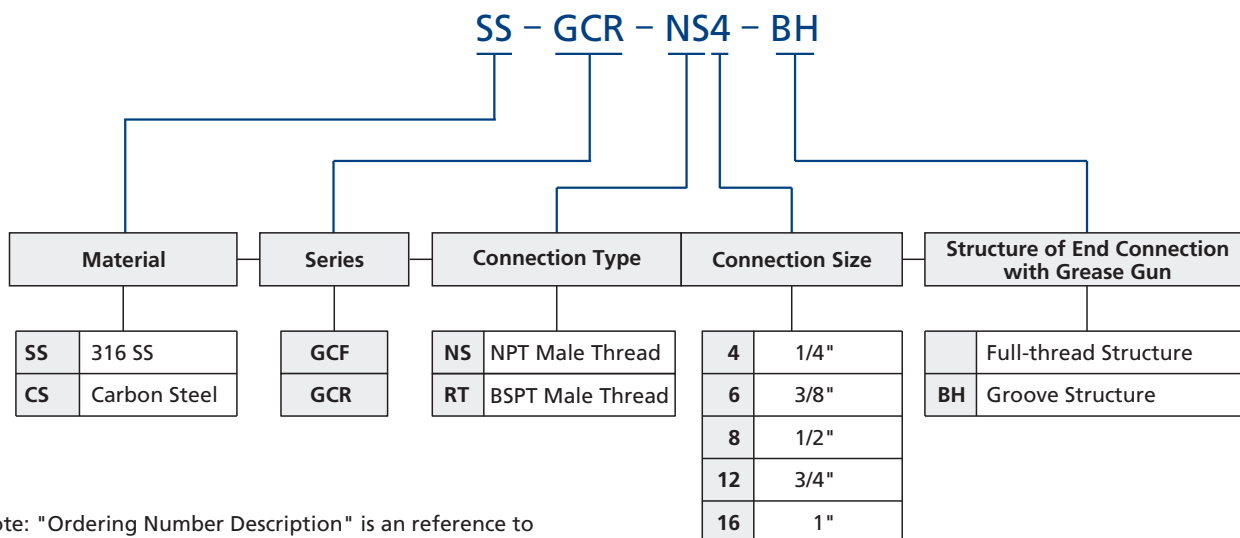 SS – GCR – NS4 – BH
Material
Series
Connection Type
Connection Size
Structure of End Connection
with Grease Gun
SS 316 SS
CS Carbon Steel
GCF
GCR
NS NPT Male Thread
RT BSPT Male Thread
4 1/4"
6 3/8"
8 1/2"
12 3/4"
16 1"
Full-thread Structure
BH Groove Structure
ote: "Ordering Number Description" is an reference to